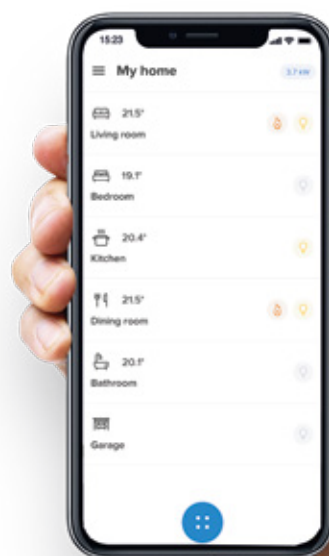 15:23
My home
3.7 kW
21.5°
Living room
19.1°
Bedroom
20.4°
Kitchen
21.5°
Dining room
20.1°
Bathroom
Garage